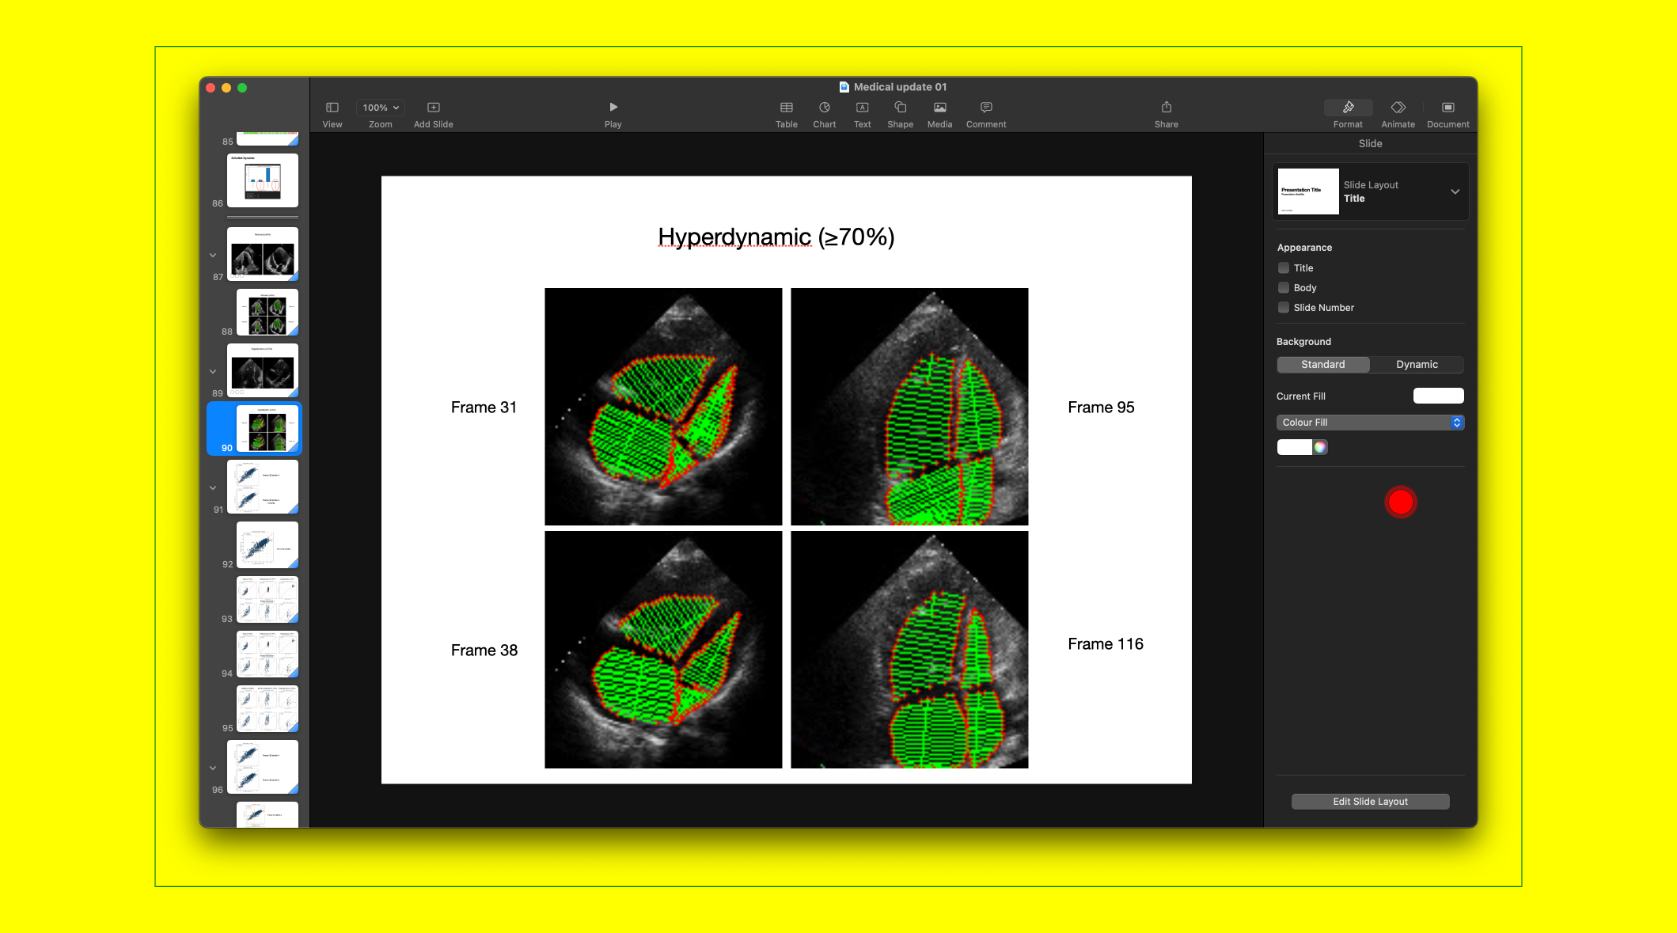 Medical update 01
100%
View
Zoom
Add Slide
Play
Table
Chart
Text
Shape
Media
Comment
Share
Format
Animate
Document
85
86
87
88
89
90
91
92
93
94
95
96
Hyperdynamic (≥70%)
Frame 31
Frame 95
Frame 38
Frame 116
Slide
Presentation Title
Slide Layout
Title
Appearance
Title
Body
Slide Number
Background
Standard
Dynamic
Current Fill
Colour Fill
Edit Slide Layout